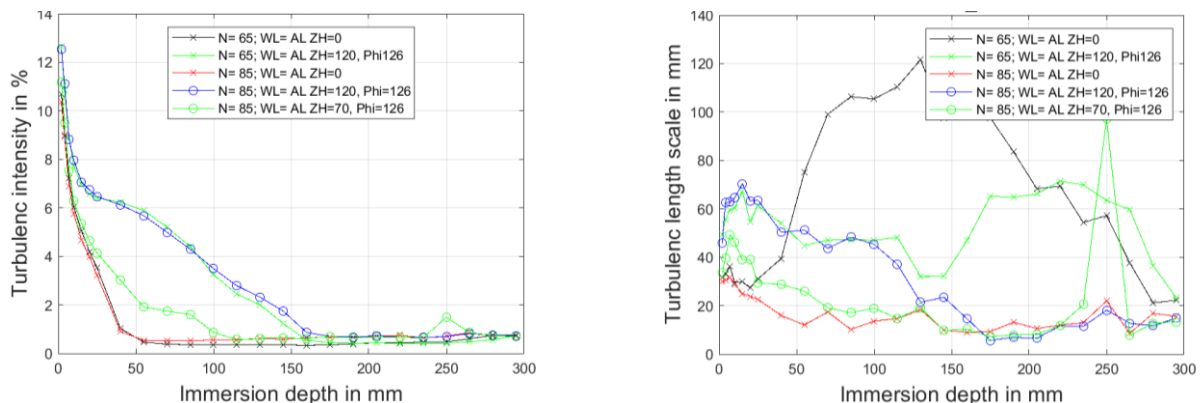 14
12
10
8
6
4
2
0
0
50
100
150
200
250
300
Turbulenc intensity in %
Immersion depth in mm
N= 65; WL= AL ZH=0
N= 65; WL= AL ZH=120, Phi126
N= 85; WL= AL ZH=0
N= 85; WL= AL ZH=120, Phi=126
N= 85; WL= AL ZH=70, Phi=126
140
120
100
80
60
40
20
0
0
50
100
150
200
250
300
Turbulenc length scale in mm
Immersion depth in mm
N= 65; WL= AL ZH=0
N= 65; WL= AL ZH=120, Phi126
N= 85; WL= AL ZH=0
N= 85; WL= AL ZH=120, Phi=126
N= 85; WL= AL ZH=70, Phi=126